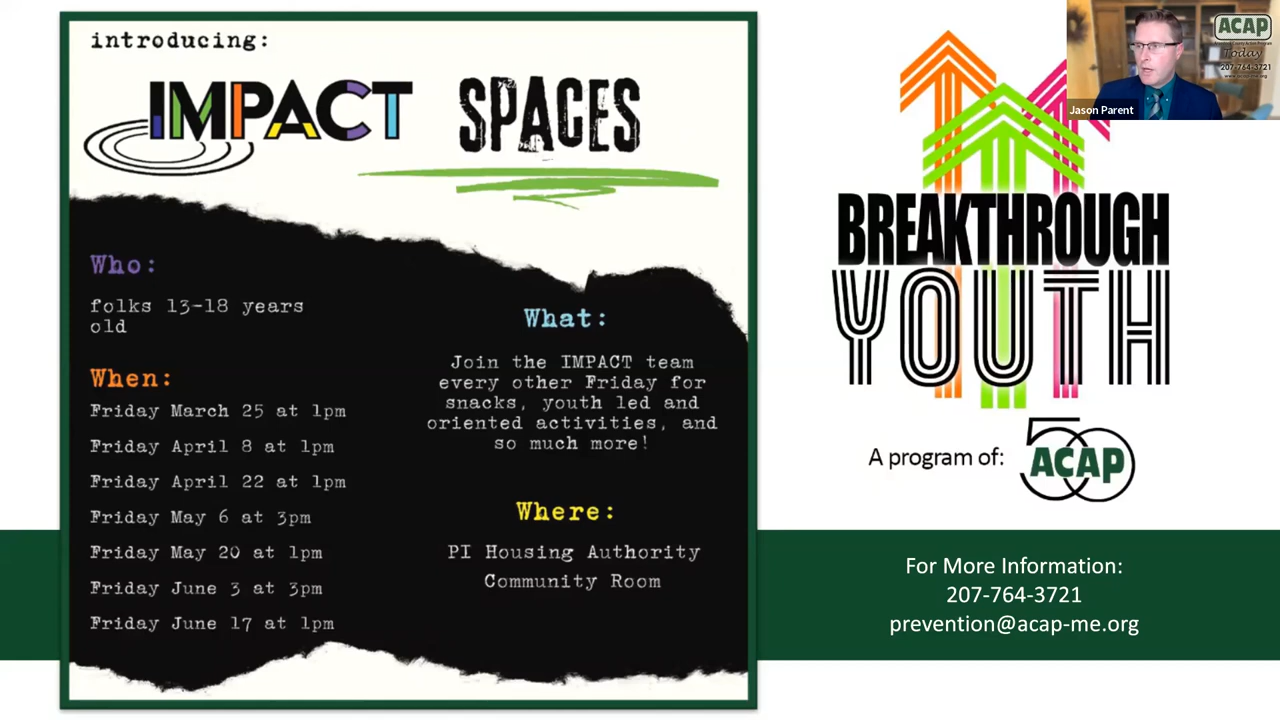 introducing:
IMPACT SPACES
Who:
folks 13-18 years
old
When:
Friday March 25 at 1pm
Friday April 8 at 1pm
Friday April 22 at 1pm
Friday May 6 at 3pm
Friday May 20 at 1pm
Friday June 3 at 3pm
Friday June 17 at 1pm
What:
Join the IMPACT team
every other Friday for
snacks, youth led and
oriented activities, and
so much more!
Where:
PI Housing Authority
Community Room
BREAKTHROUGH
YOUTH
A program of:
50
ACAP
For More Information:
207-764-3721
prevention@acap-me.org
ACAP
Today
207-764-3721
www.acap-me.org
Jason Parent